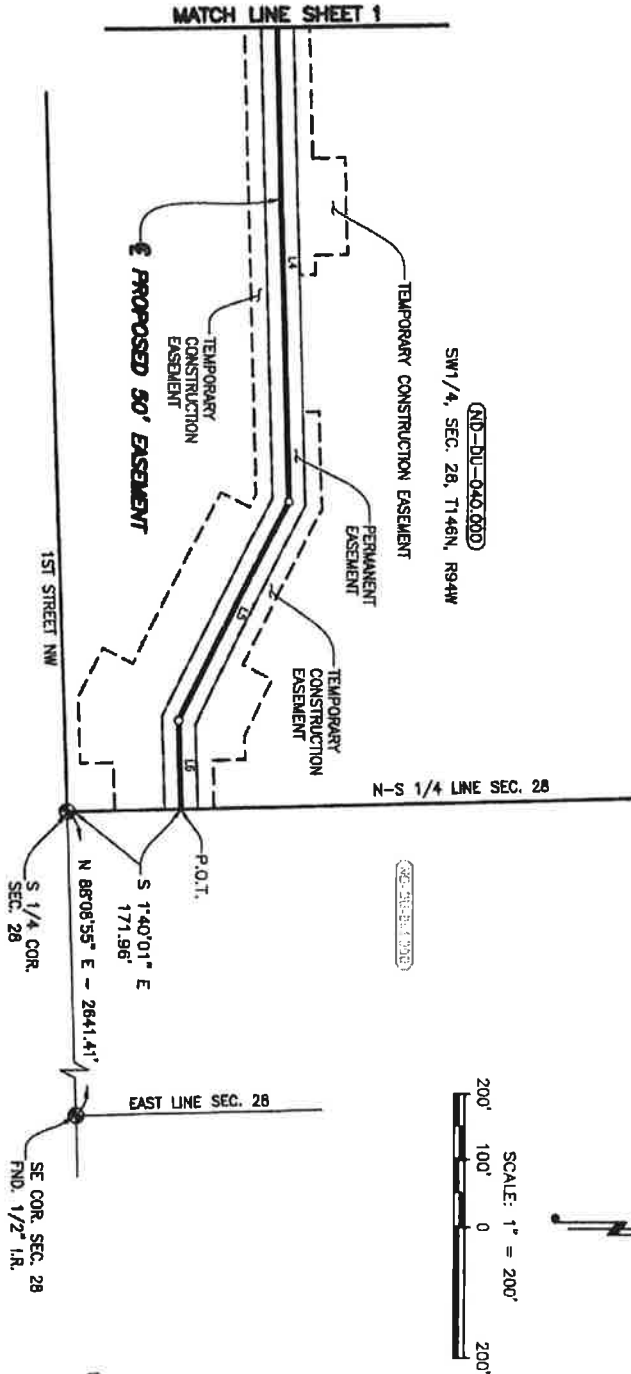 MATCH LINE SHEET 1
ND-DU-040.000
SW1/4, SEC. 28, T146N, R94W
TEMPORARY CONSTRUCTION EASEMENT
L4
TEMPORARY
CONSTRUCTION
EASEMENT
℄ PROPOSED 50' EASEMENT
PERMANENT
EASEMENT
L5
TEMPORARY
CONSTRUCTION
EASEMENT
L6
1ST STREET NW
N-S 1/4 LINE SEC. 28
P.O.T.
S 1°40'01" E
171.96'
N 88°08'55" E - 2641.41'
S 1/4 COR.
SEC. 28
EAST LINE SEC. 28
SE COR. SEC. 28
FND. 1/2" I.R.
SCALE: 1" = 200'
200' 100' 0 200'